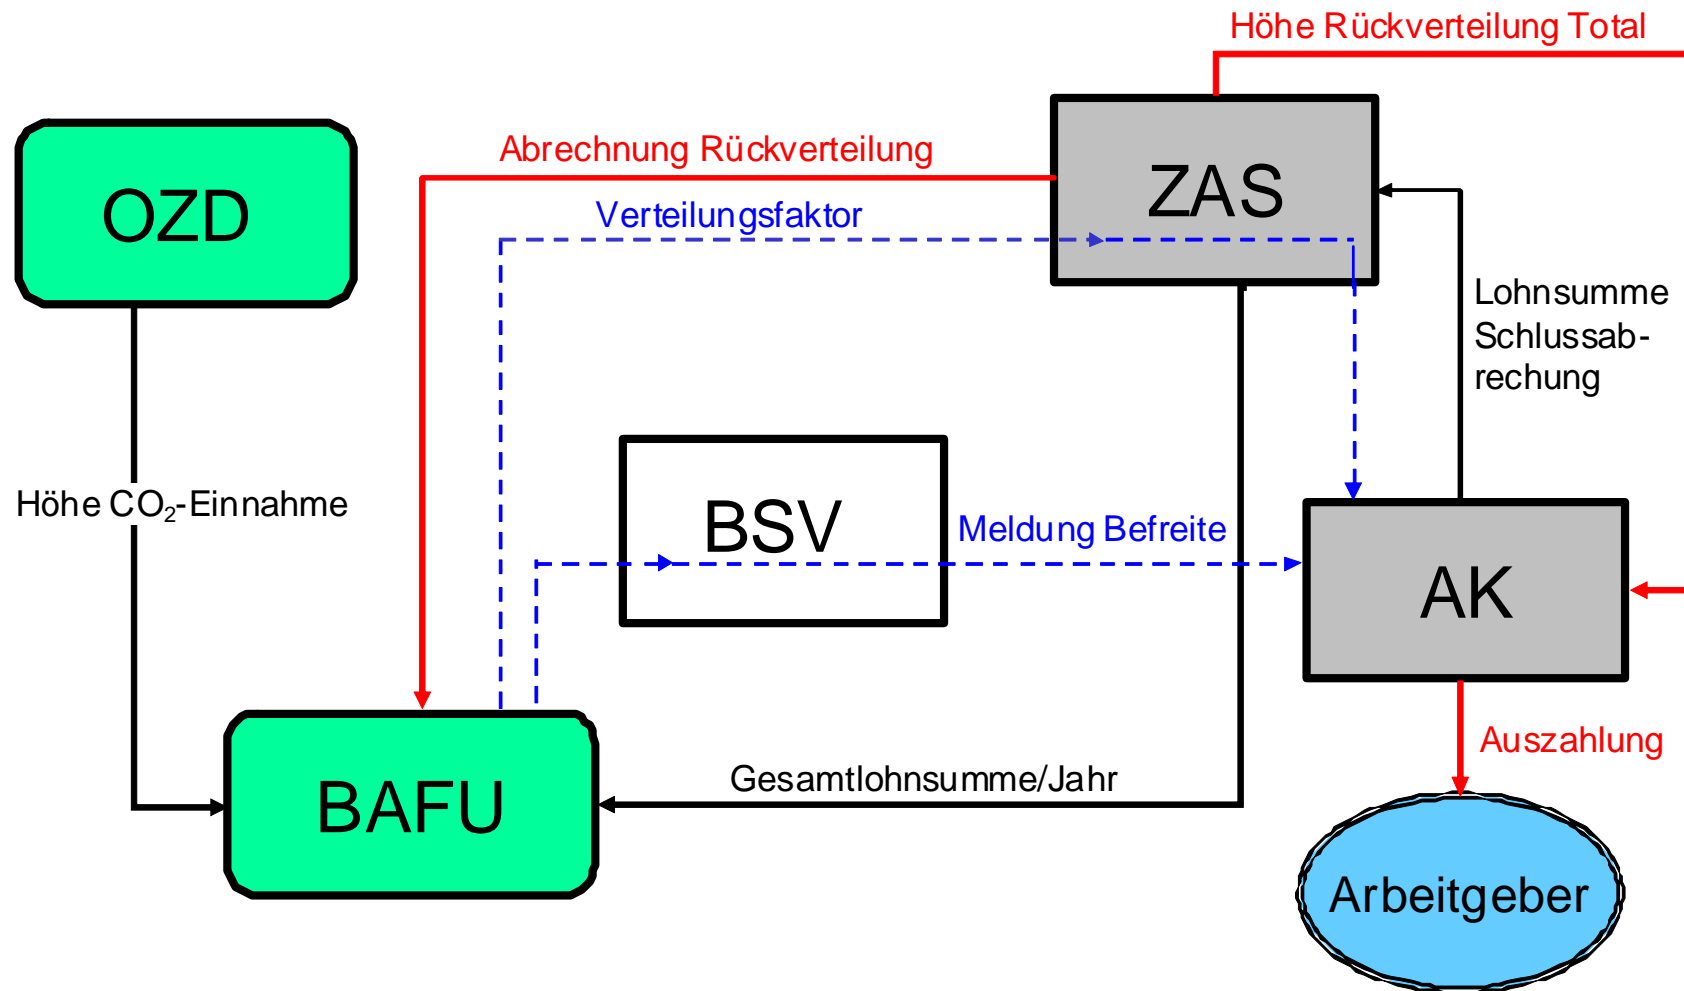 Höhe Rückverteilung Total
Abrechnung Rückverteilung
ZAS
OZD
Verteilungsfaktor
Lohnsumme
Schlussab-
rechung
Höhe CO₂-Einnahme
BSV
Meldung Befreite
AK
Auszahlung
Gesamtlohnsumme/Jahr
BAFU
Arbeitgeber